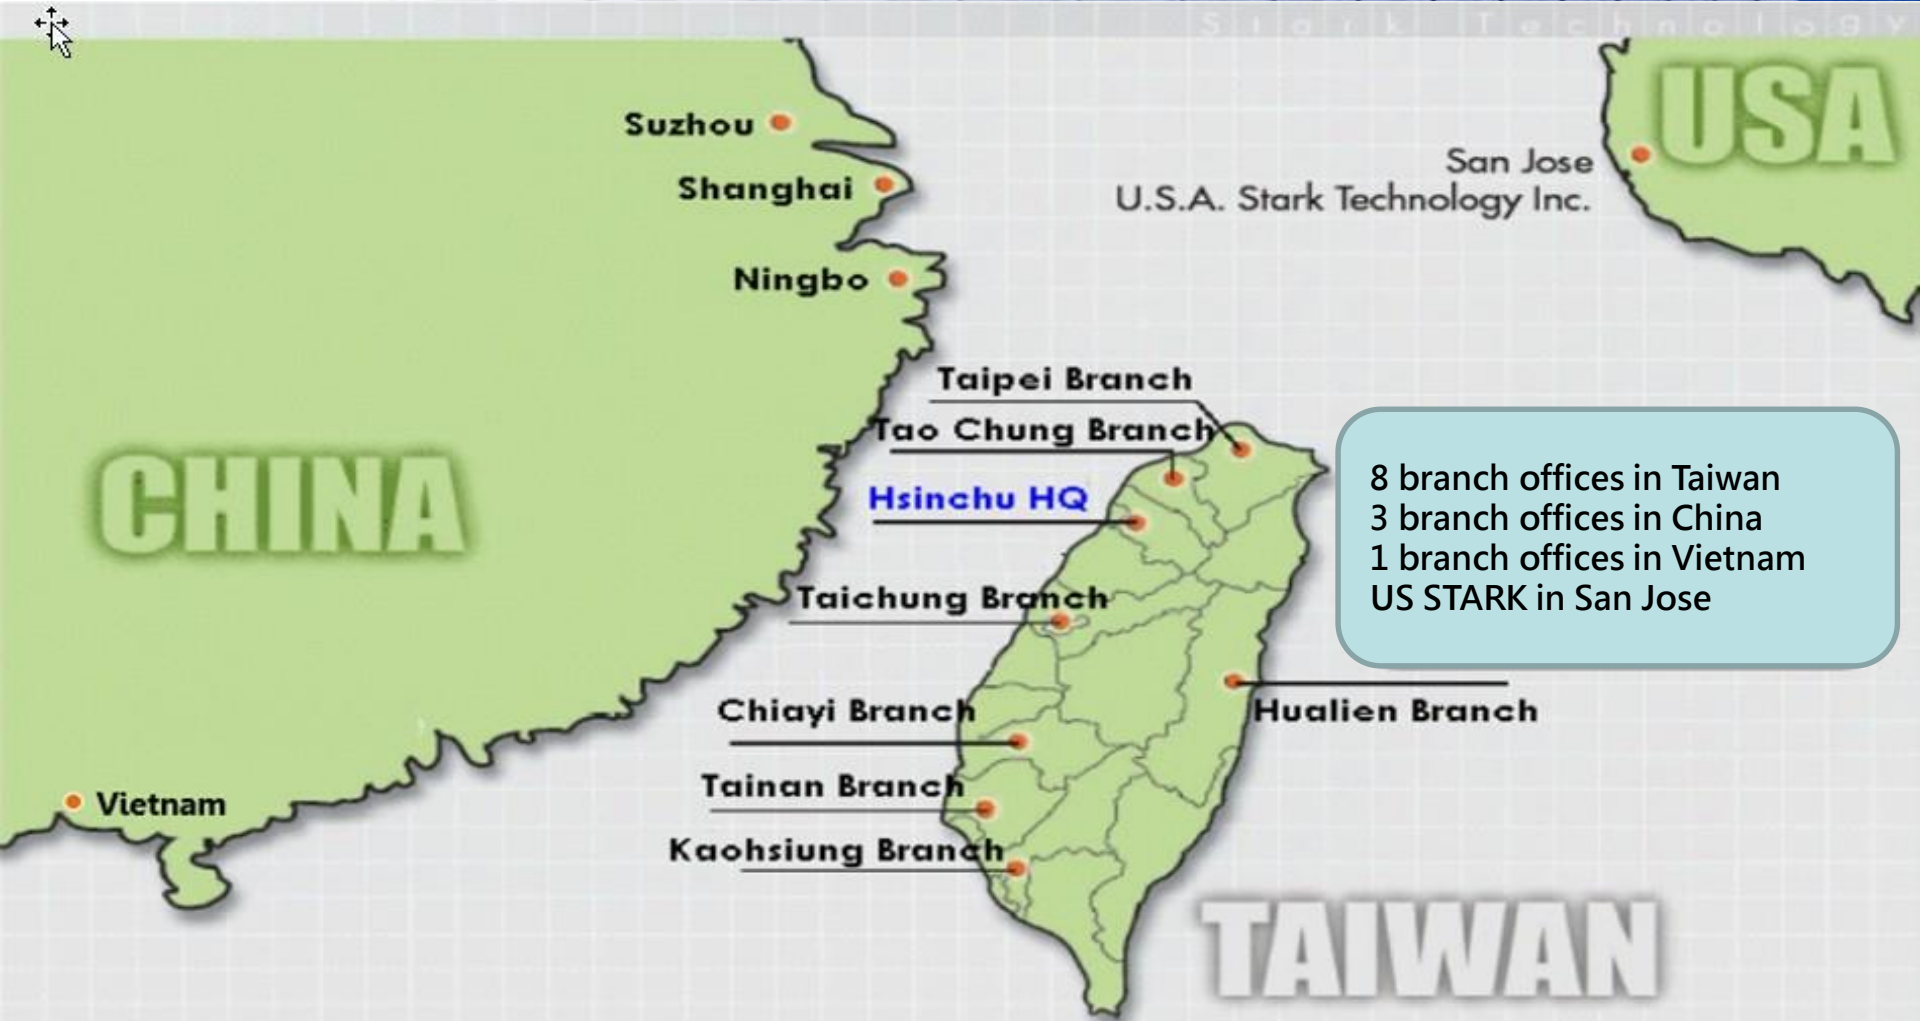 Stark Technology
USA
Suzhou
San Jose
U.S.A. Stark Technology Inc.
Shanghai
Ningbo
Taipei Branch
Tao Chung Branch
Hsinchu HQ
CHINA
8 branch offices in Taiwan
3 branch offices in China
1 branch offices in Vietnam
US STARK in San Jose
Taichung Branch
Chiayi Branch
Hualien Branch
Tainan Branch
Vietnam
Kaohsiung Branch
TAIWAN